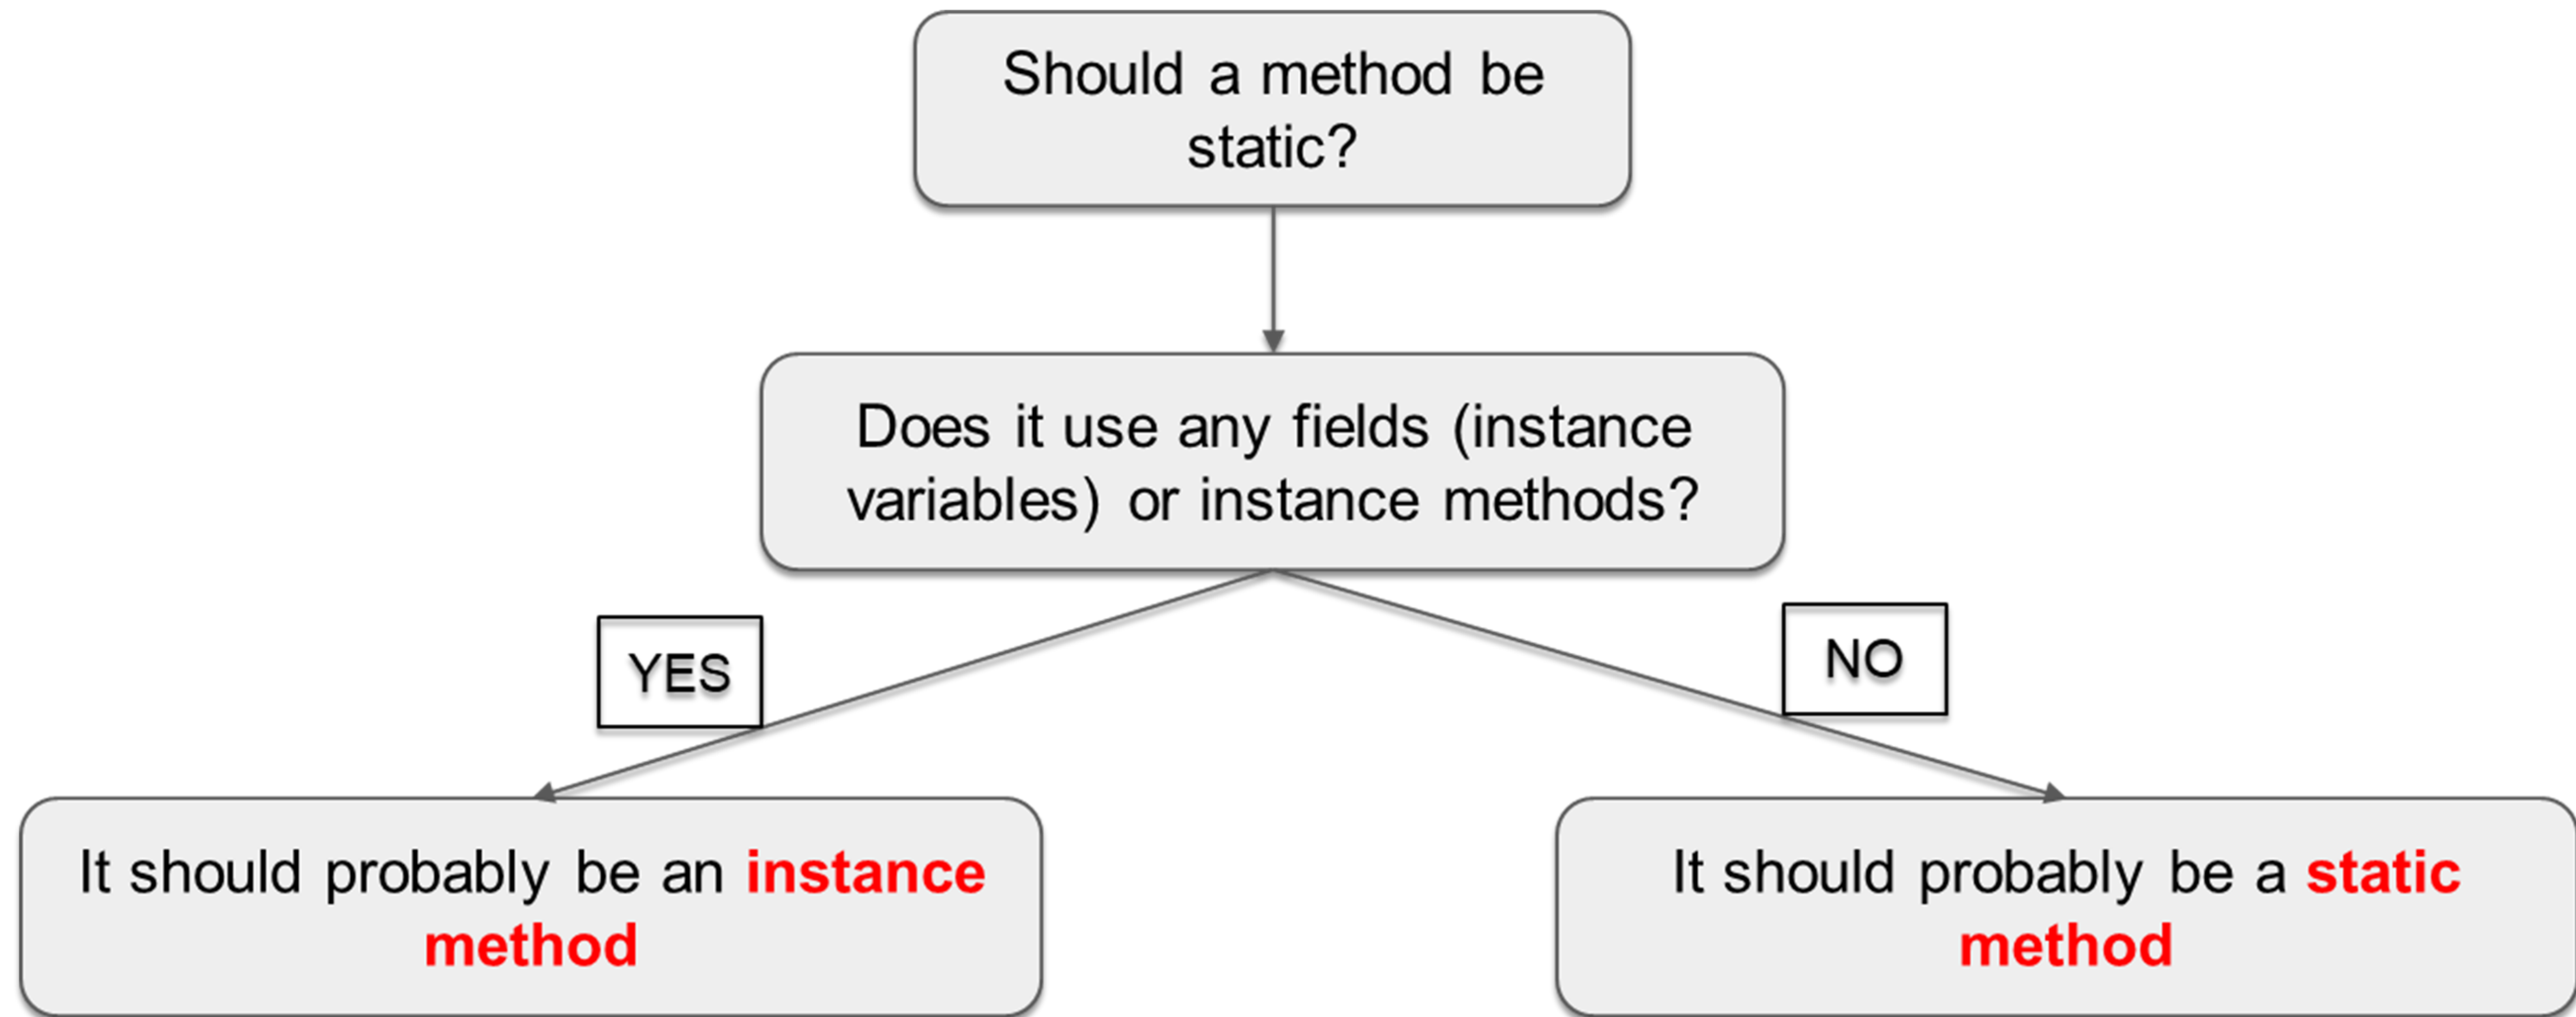 Should a method be
static?
Does it use any fields (instance
variables) or instance methods?
YES
NO
It should probably be an instance
method
It should probably be a static
method